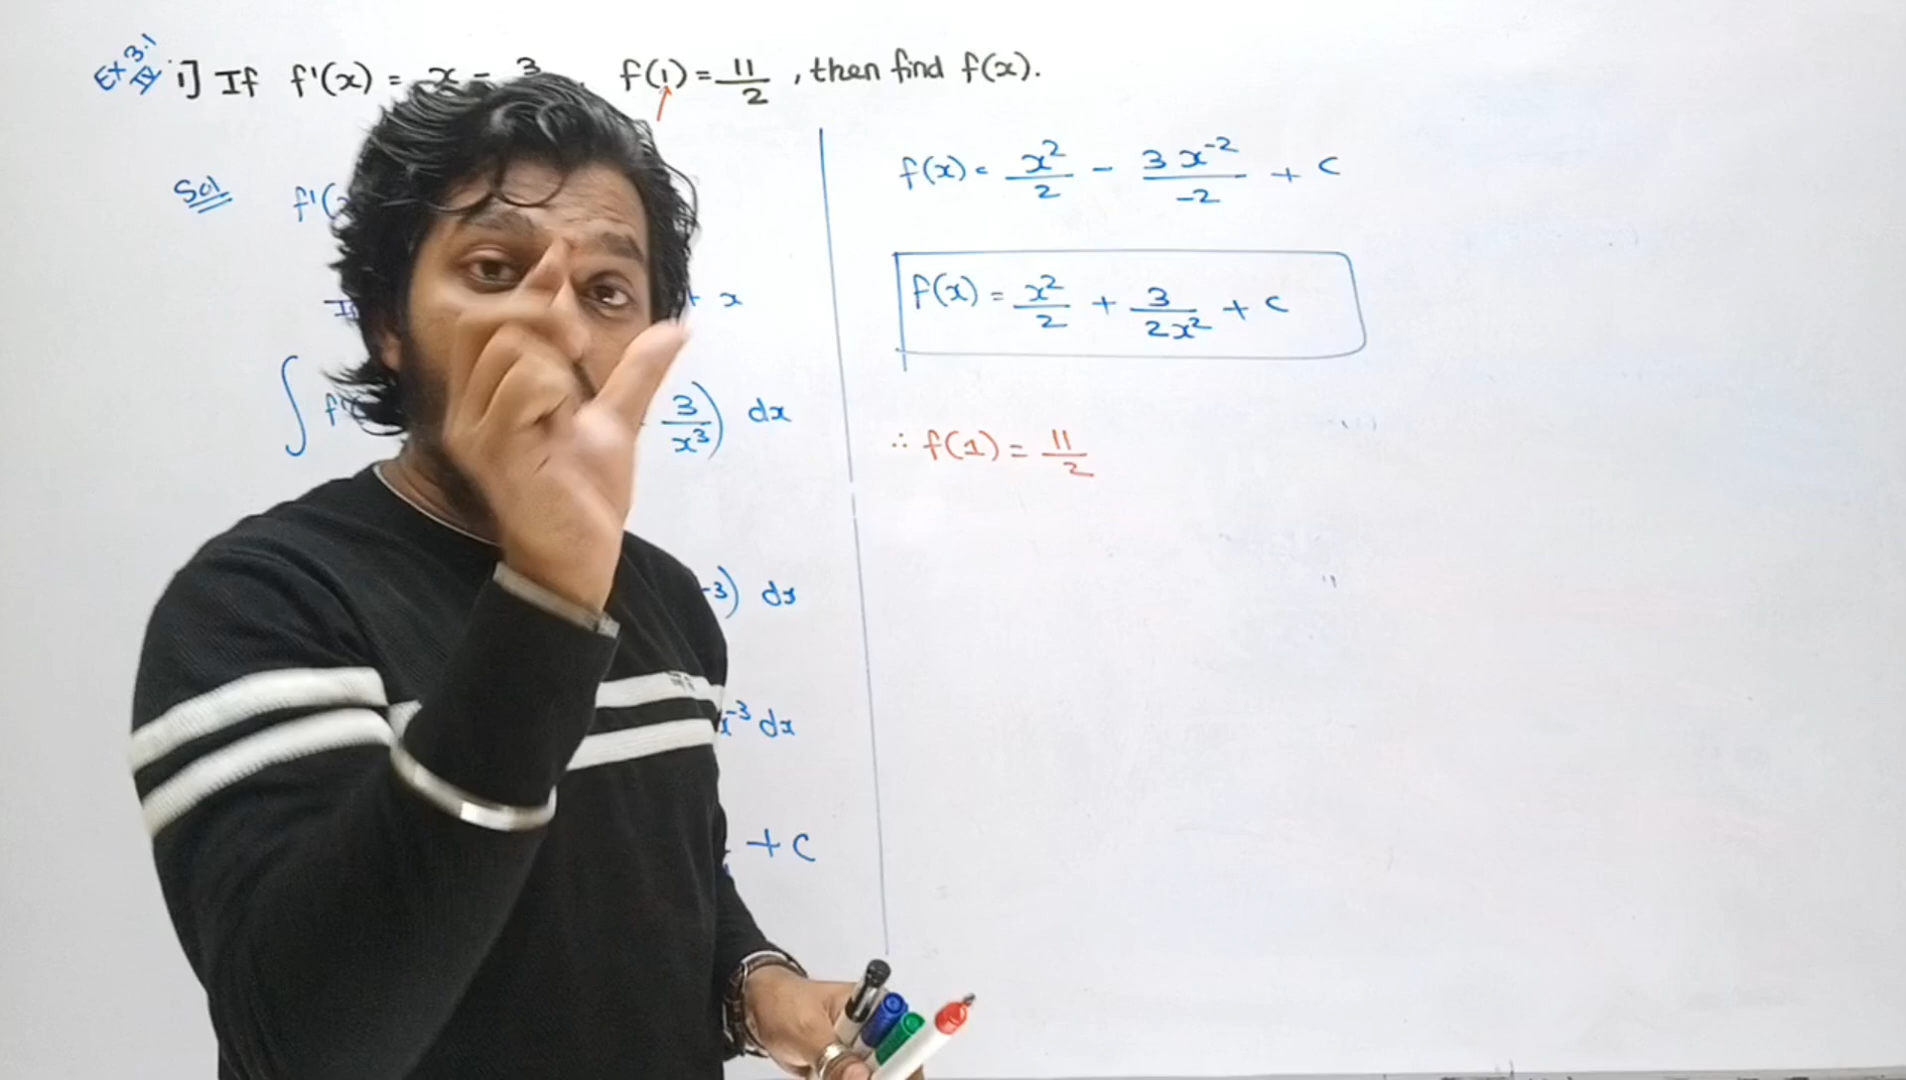 Ex 3.1 IV i] If f'(x) = x - 3 , f(1) = 11/2 , then find f(x).
Sol f'(
x
∫ f' 3/x³) dx
-3) dx
x⁻³ dx
+ c
f(x) = x²/2 - 3x⁻²/-2 + c
f(x) = x²/2 + 3/2x² + c
∴ f(1) = 11/2